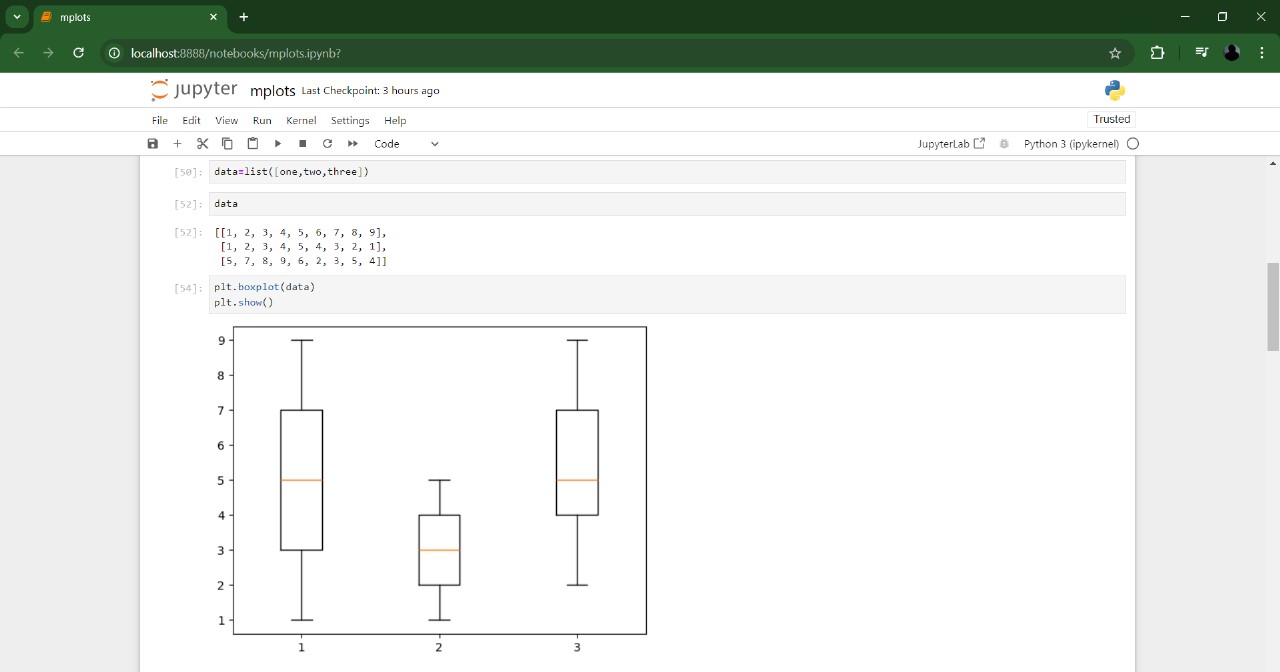 mplots
localhost:8888/notebooks/mplots.ipynb?
jupyter mplots Last Checkpoint: 3 hours ago
File Edit View Run Kernel Settings Help
Trusted
Code
JupyterLab
Python 3 (ipykernel)
[50]: data=list([one,two,three])
[52]: data
[52]: [[1, 2, 3, 4, 5, 6, 7, 8, 9],
[1, 2, 3, 4, 5, 4, 3, 2, 1],
[5, 7, 8, 9, 6, 2, 3, 5, 4]]
[54]: plt.boxplot(data)
plt.show()
9
8
7
6
5
4
3
2
1
1 2 3